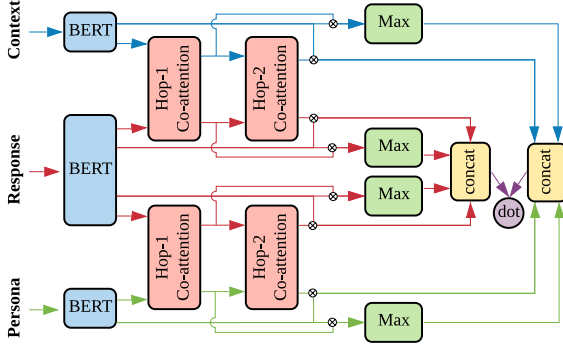 Context
BERT
Max
Hop-1
Co-attention
Hop-2
Co-attention
Response
BERT
Max
Max
concat
concat
dot
Hop-1
Co-attention
Hop-2
Co-attention
Persona
BERT
Max